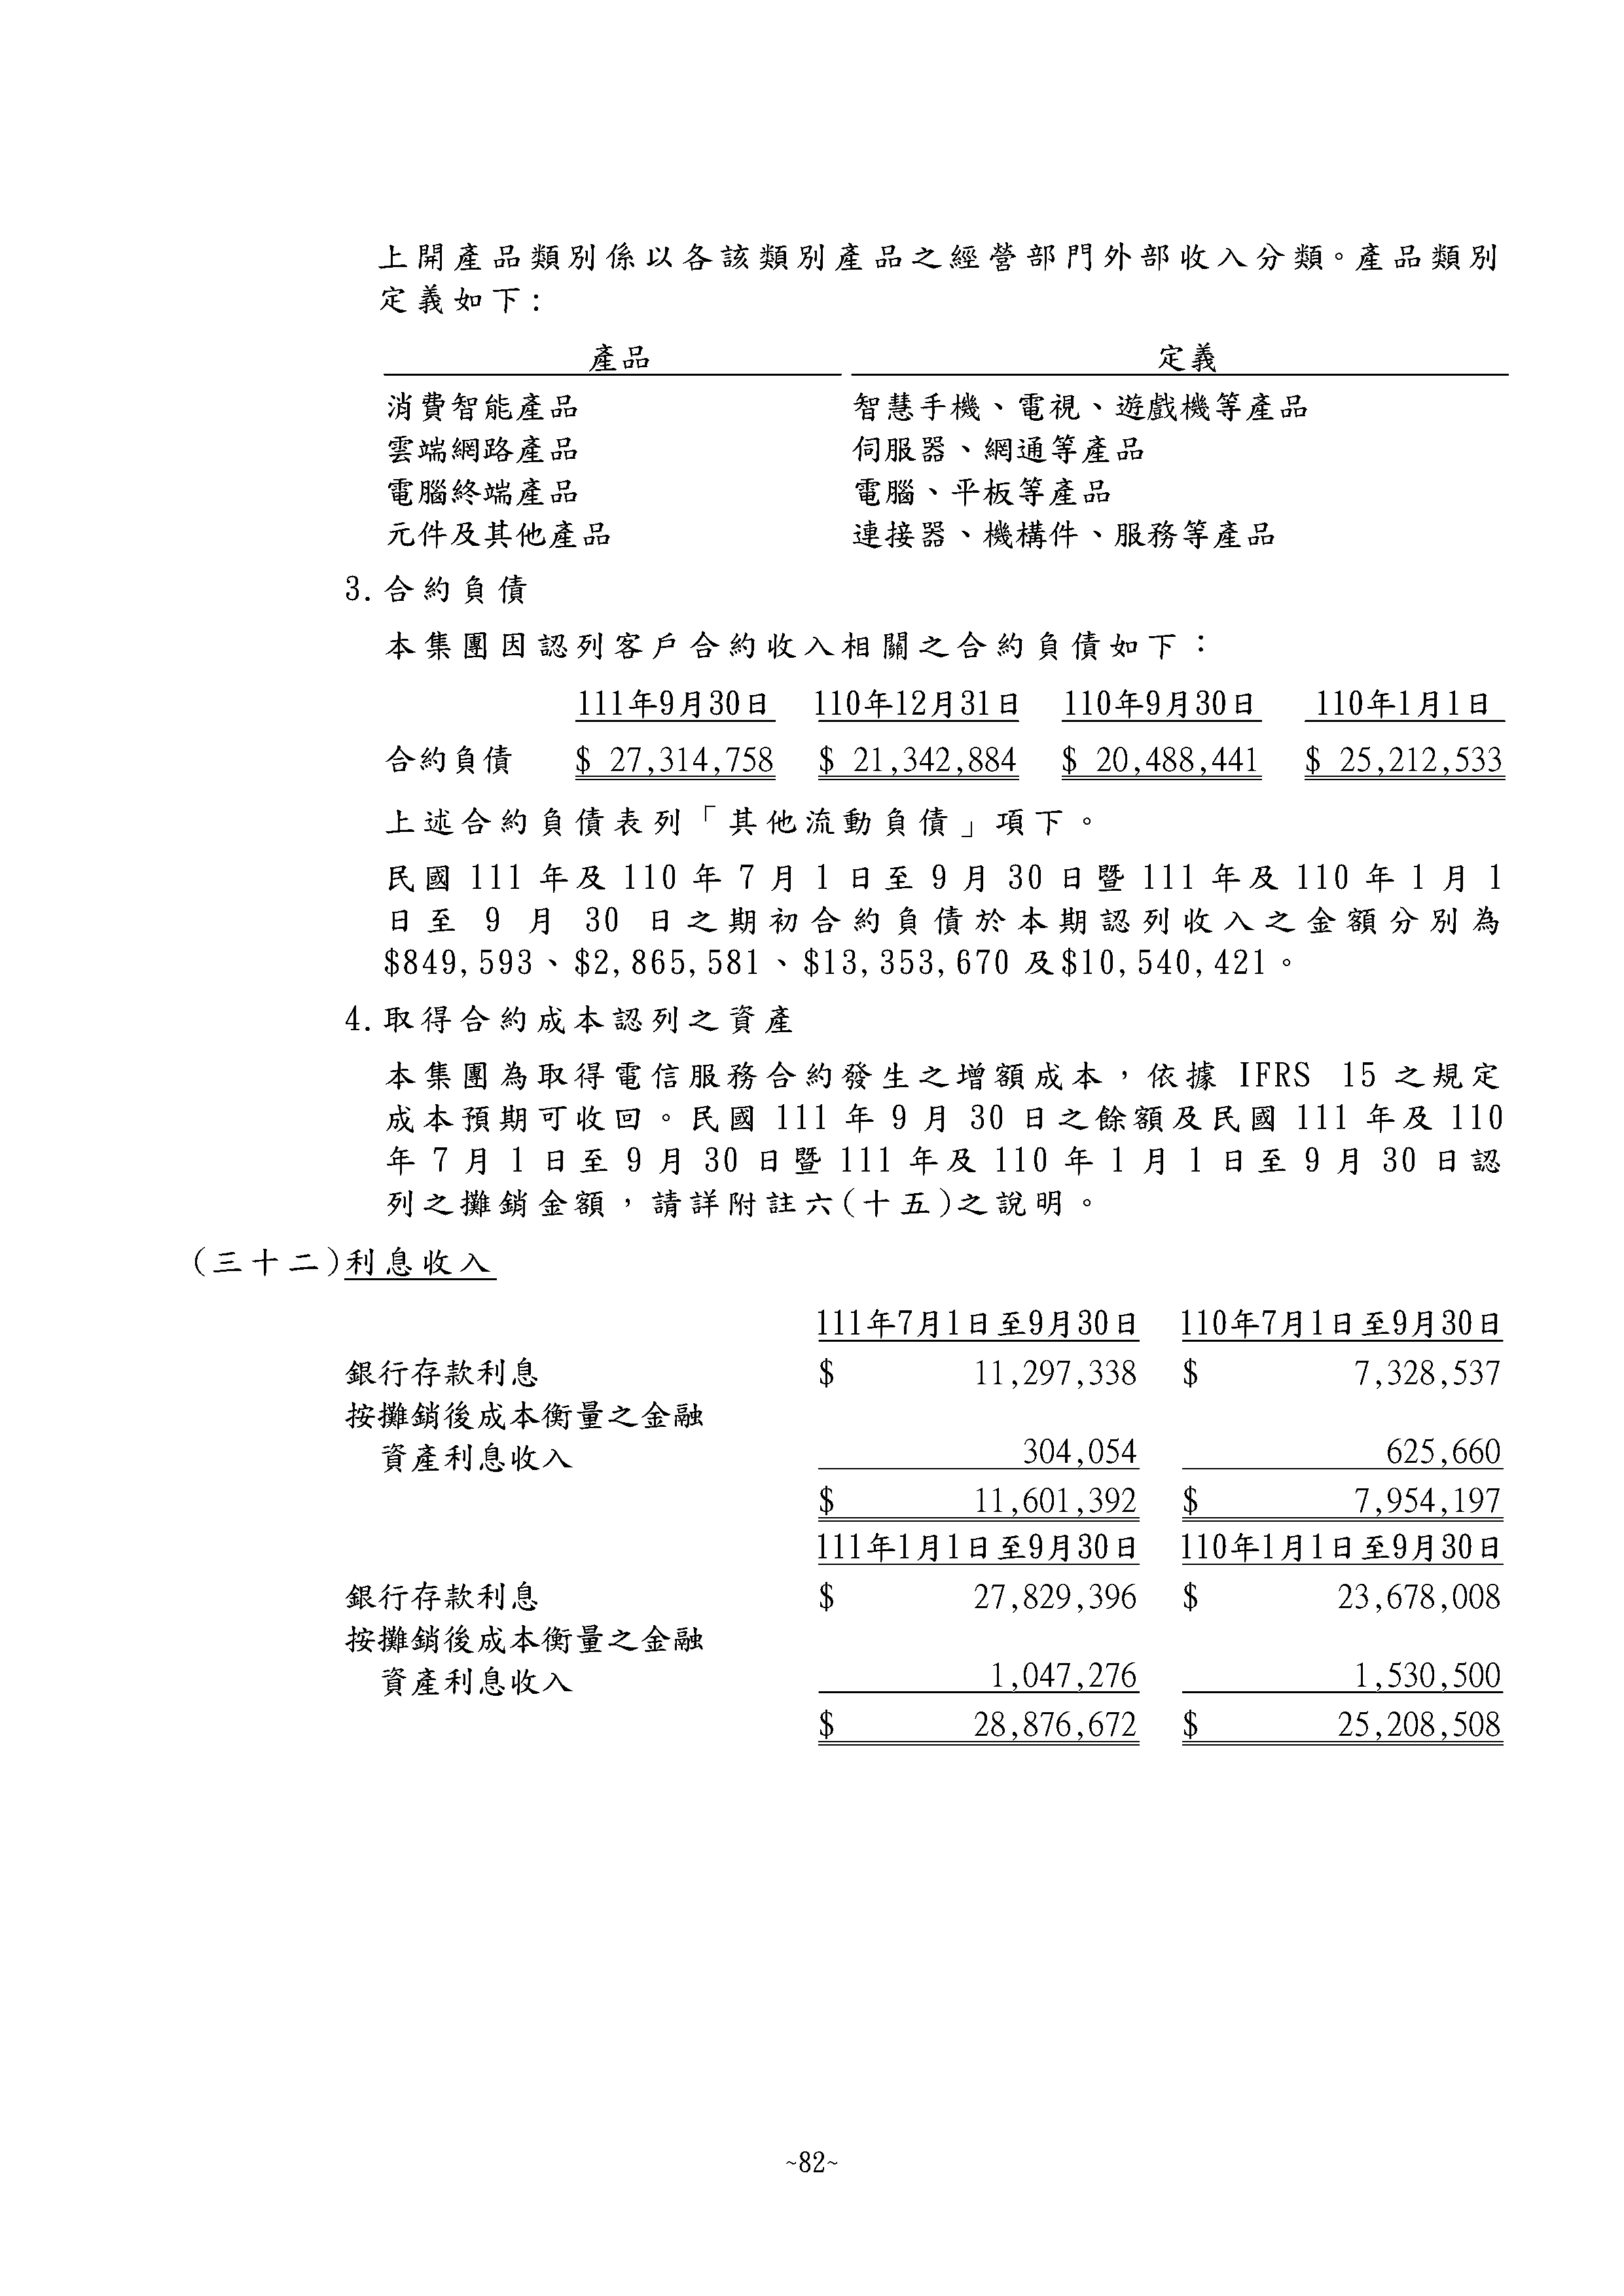 上開產品類別係以各該類別產品之經營部門外部收入分類。產品類別
定義如下：
產品 定義
消費智能產品 智慧手機、電視、遊戲機等產品
雲端網路產品 伺服器、網通等產品
電腦終端產品 電腦、平板等產品
元件及其他產品 連接器、機構件、服務等產品
3.合約負債
本集團因認列客戶合約收入相關之合約負債如下：
111年9月30日 110年12月31日 110年9月30日 110年1月1日
合約負債 $ 27,314,758 $ 21,342,884 $ 20,488,441 $ 25,212,533
上述合約負債表列「其他流動負債」項下。
民國 111 年及 110 年 7 月 1 日至 9 月 30 日暨 111 年及 110 年 1 月 1
日至 9 月 30 日之期初合約負債於本期認列收入之金額分別為
$849,593、$2,865,581、$13,353,670 及$10,540,421。
4.取得合約成本認列之資產
本集團為取得電信服務合約發生之增額成本，依據 IFRS 15 之規定
成本預期可收回。民國 111 年 9 月 30 日之餘額及民國 111 年及 110
年 7 月 1 日至 9 月 30 日暨 111 年及 110 年 1 月 1 日至 9 月 30 日認
列之攤銷金額，請詳附註六(十五)之說明。
(三十二)利息收入
111年7月1日至9月30日 110年7月1日至9月30日
銀行存款利息 $ 11,297,338 $ 7,328,537
按攤銷後成本衡量之金融
資產利息收入 304,054 625,660
$ 11,601,392 $ 7,954,197
111年1月1日至9月30日 110年1月1日至9月30日
銀行存款利息 $ 27,829,396 $ 23,678,008
按攤銷後成本衡量之金融
資產利息收入 1,047,276 1,530,500
$ 28,876,672 $ 25,208,508
~82~